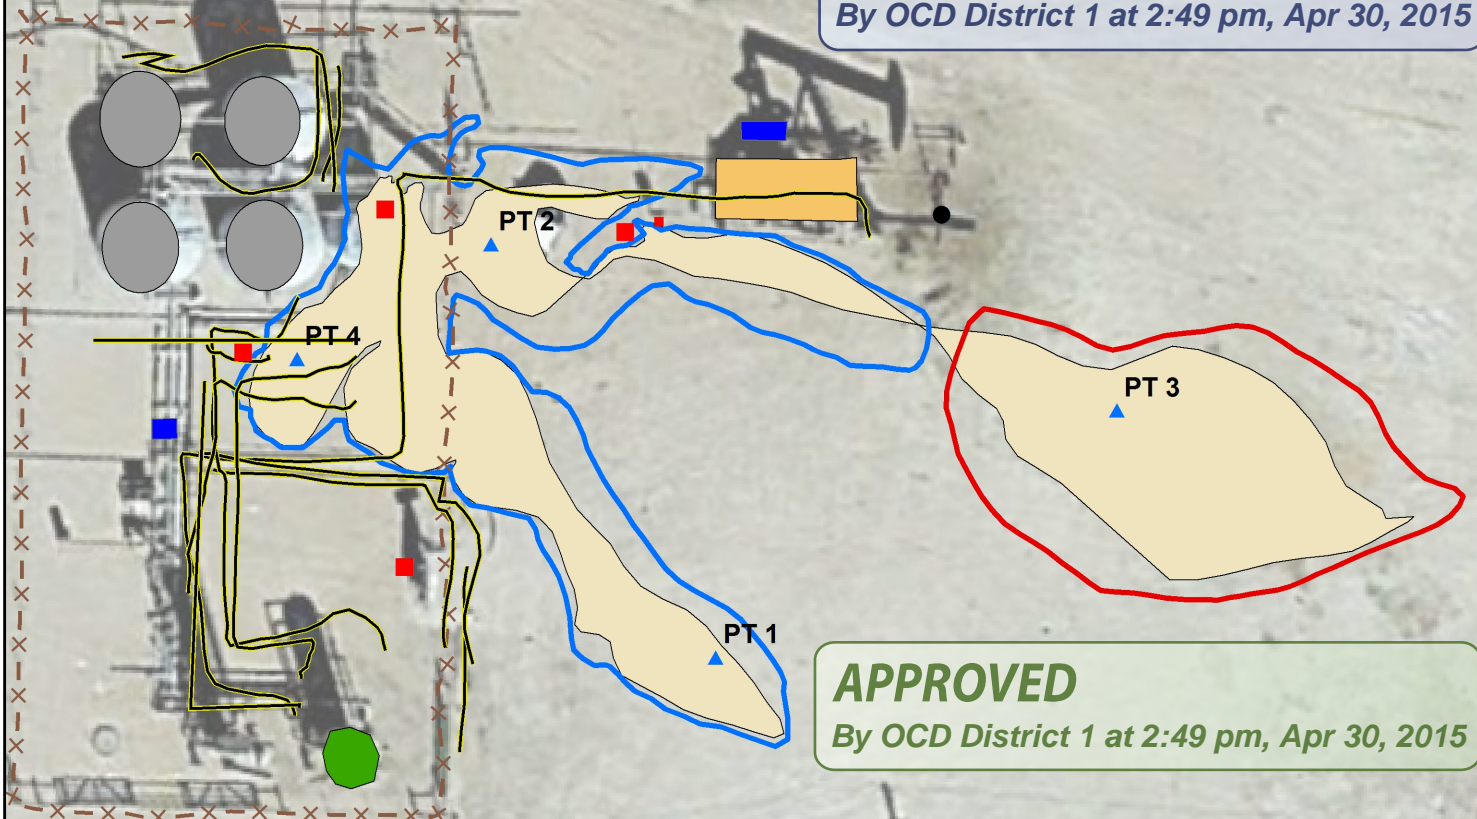 By OCD District 1 at 2:49 pm, Apr 30, 2015
PT 2
PT 4
PT 3
PT 1
APPROVED
By OCD District 1 at 2:49 pm, Apr 30, 2015